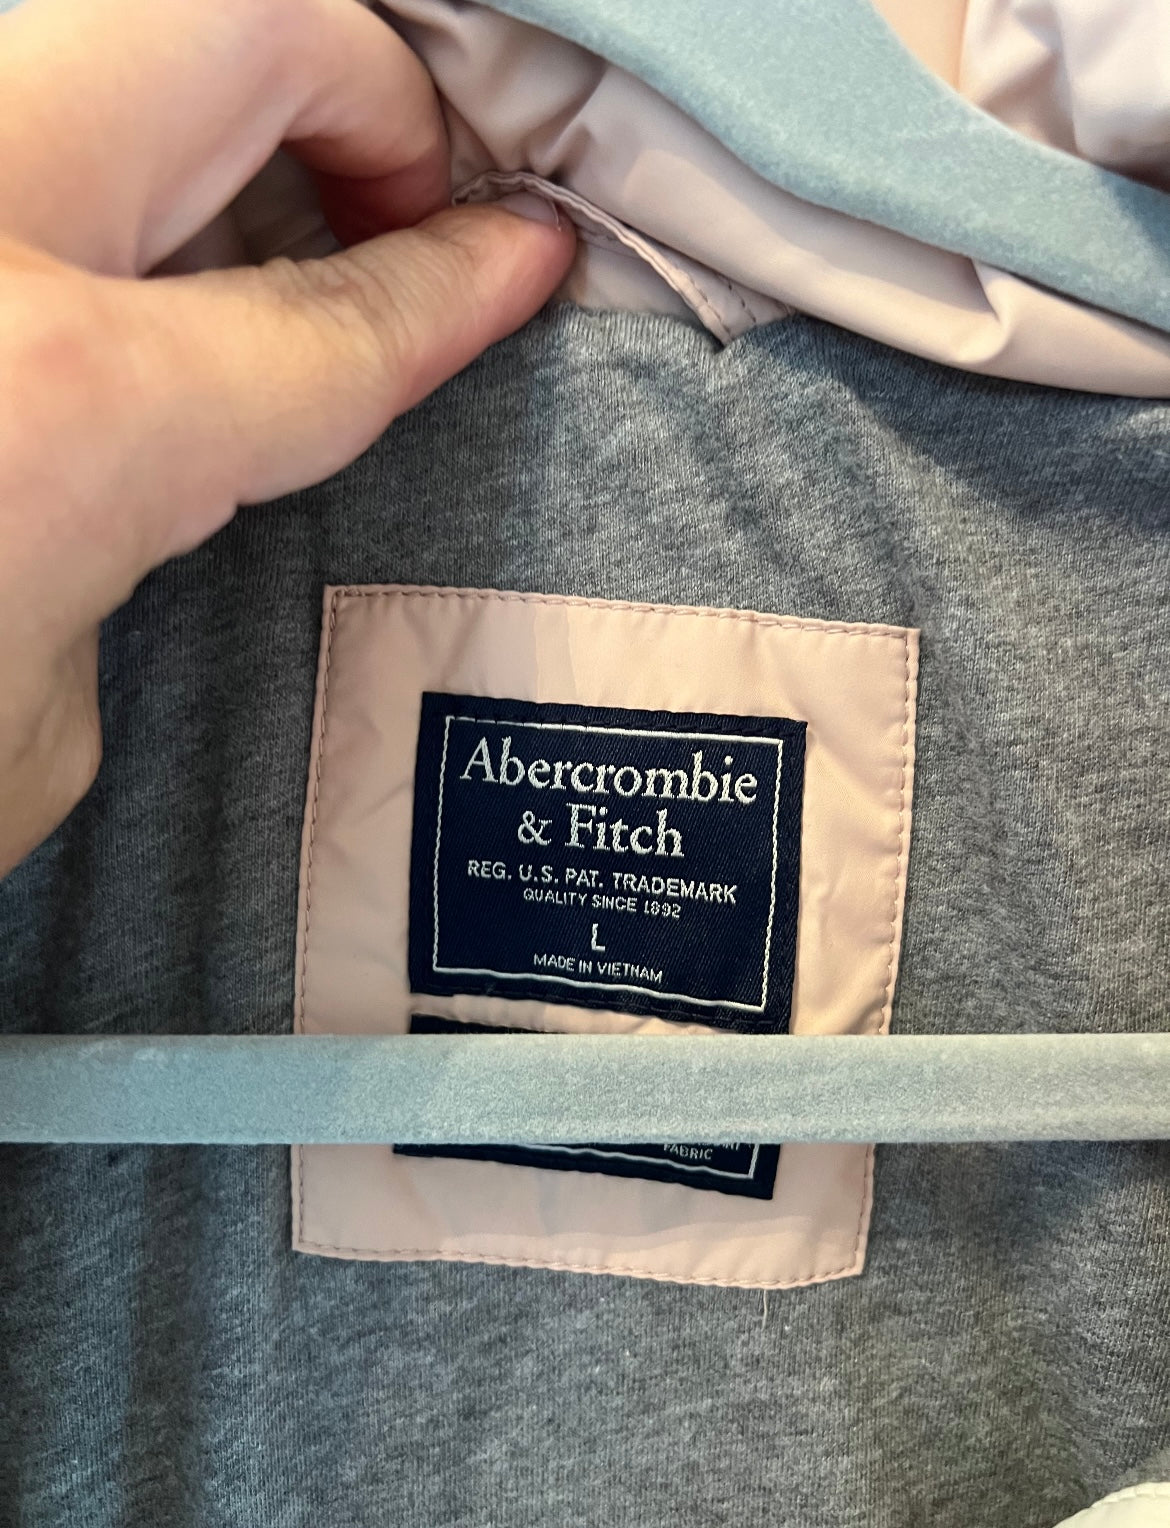 Abercrombie
& Fitch
REG. U.S. PAT. TRADEMARK
QUALITY SINCE 1892
L
MADE IN VIETNAM
FABRIC